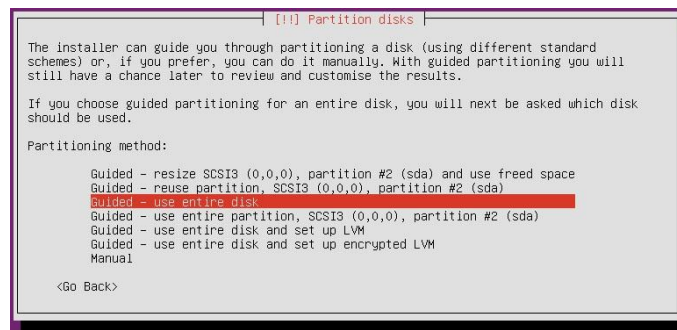 [!!] Partition disks
The installer can guide you through partitioning a disk (using different standard
schemes) or, if you prefer, you can do it manually. With guided partitioning you will
still have a chance later to review and customise the results.
If you choose guided partitioning for an entire disk, you will next be asked which disk
should be used.
Partitioning method:
Guided - resize SCSI3 (0,0,0), partition #2 (sda) and use freed space
Guided - reuse partition, SCSI3 (0,0,0), partition #2 (sda)
Guided - use entire disk
Guided - use entire partition, SCSI3 (0,0,0), partition #2 (sda)
Guided - use entire disk and set up LVM
Guided - use entire disk and set up encrypted LVM
Manual
<Go Back>